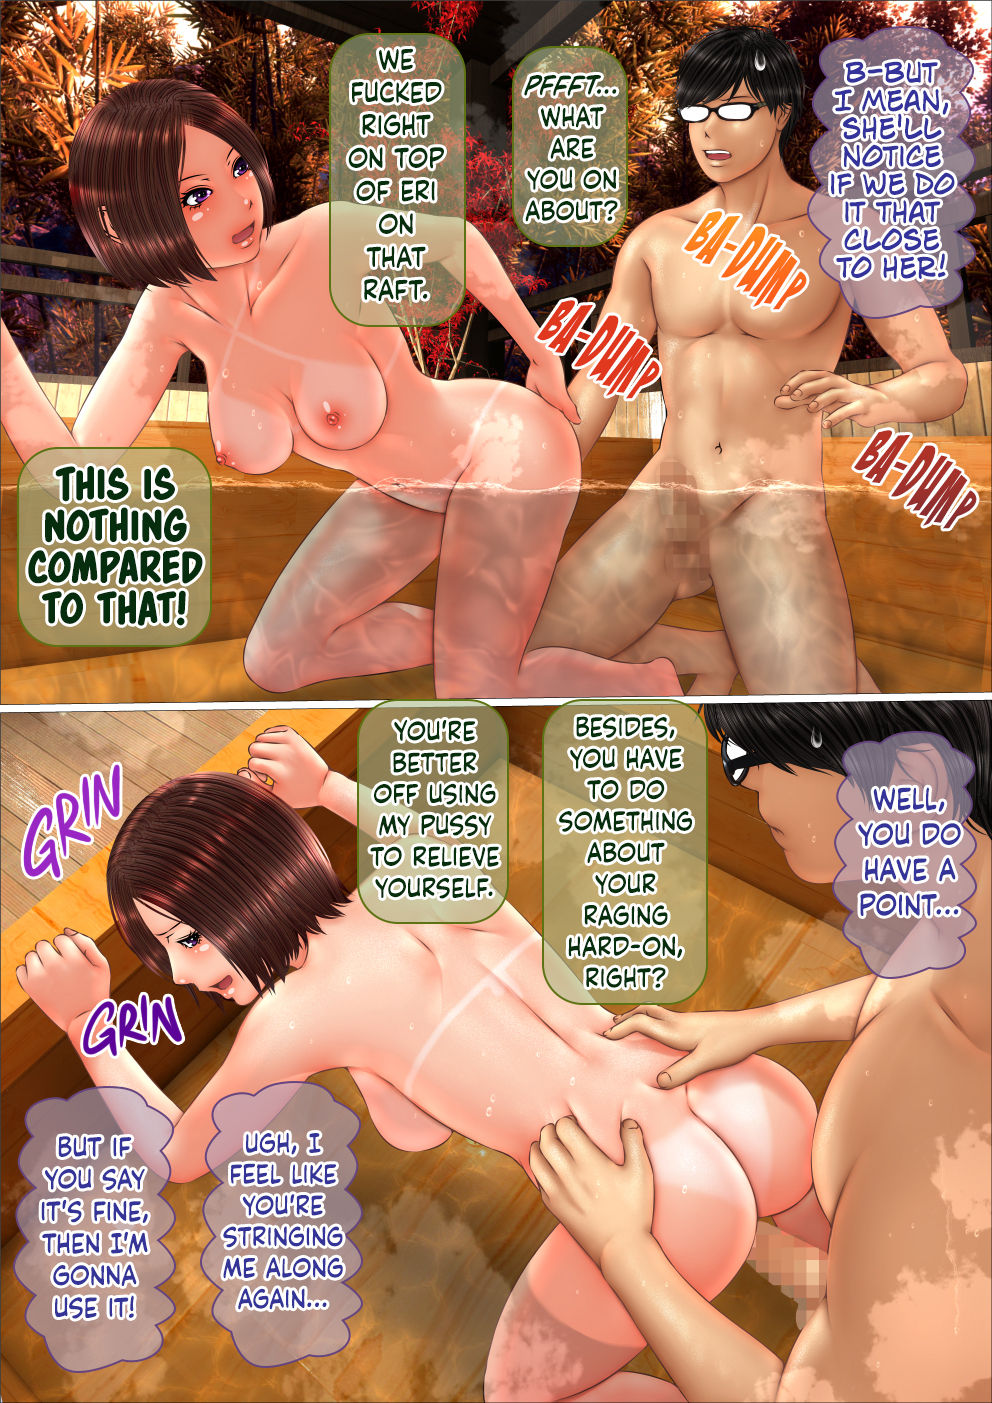 B-BUT
I MEAN,
SHE'LL
NOTICE
IF WE DO
IT THAT
CLOSE
TO HER!
PFFFT...
WHAT
ARE
YOU ON
ABOUT?
WE
FUCKED
RIGHT
ON TOP
OF ERI
ON
THAT
RAFT.
BA-DUMP
BA-DUMP
BA-DUMP
THIS IS
NOTHING
COMPARED
TO THAT!
BESIDES,
YOU HAVE
TO DO
SOMETHING
ABOUT
YOUR
RAGING
HARD-ON,
RIGHT?
YOU'RE
BETTER
OFF USING
MY PUSSY
TO RELIEVE
YOURSELF.
WELL,
YOU DO
HAVE A
POINT...
GRIN
GRIN
UGH, I
FEEL LIKE
YOU'RE
STRINGING
ME ALONG
AGAIN...
BUT IF
YOU SAY
IT'S FINE,
THEN I'M
GONNA
USE IT!